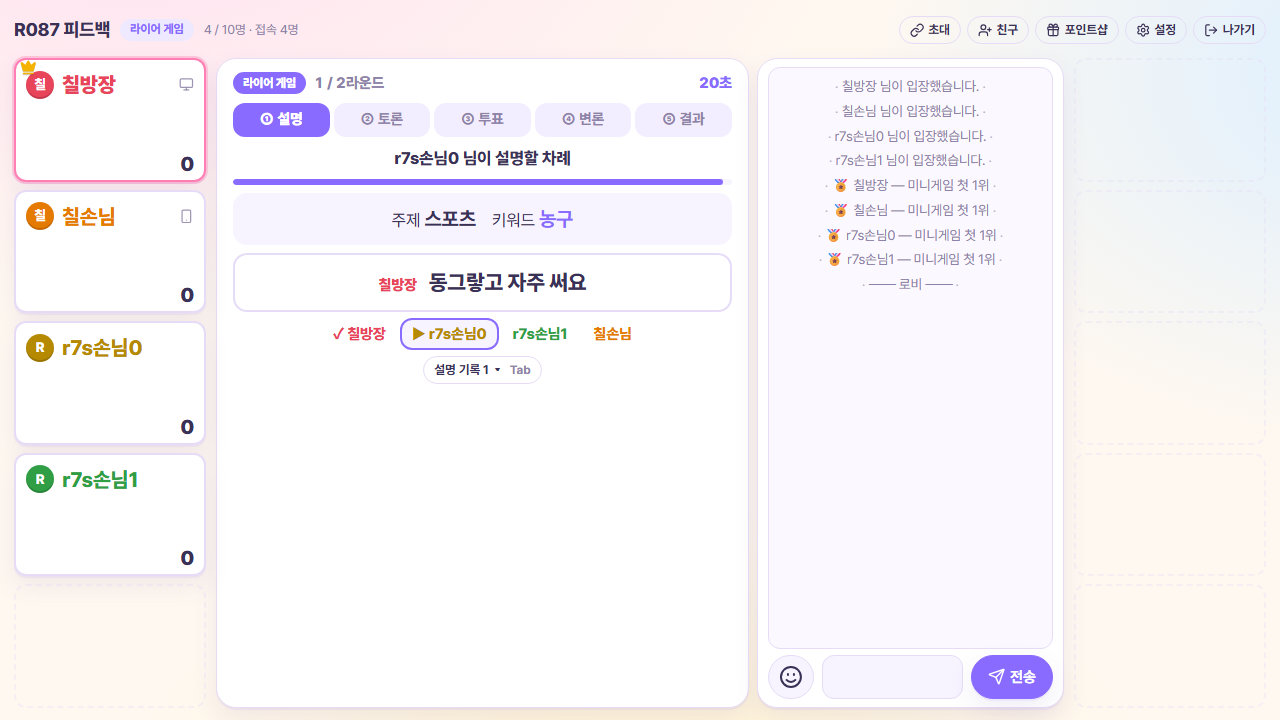 R087 피드백 라이어 게임 4 / 10명 · 접속 4명
초대 친구 포인트샵 설정 나가기
칠 칠방장
0
칠 칠손님
0
R r7s손님0
0
R r7s손님1
0
라이어 게임 1 / 2라운드 20초
① 설명 ② 토론 ③ 투표 ④ 변론 ⑤ 결과
r7s손님0 님이 설명할 차례
주제 스포츠 키워드 농구
칠방장 동그랗고 자주 써요
✓ 칠방장 ▶ r7s손님0 r7s손님1 칠손님
설명 기록 1 ▾ Tab
· 칠방장 님이 입장했습니다. ·
· 칠손님 님이 입장했습니다. ·
· r7s손님0 님이 입장했습니다. ·
· r7s손님1 님이 입장했습니다. ·
· 🏅 칠방장 — 미니게임 첫 1위 ·
· 🏅 칠손님 — 미니게임 첫 1위 ·
· 🏅 r7s손님0 — 미니게임 첫 1위 ·
· 🏅 r7s손님1 — 미니게임 첫 1위 ·
· —— 로비 —— ·
전송